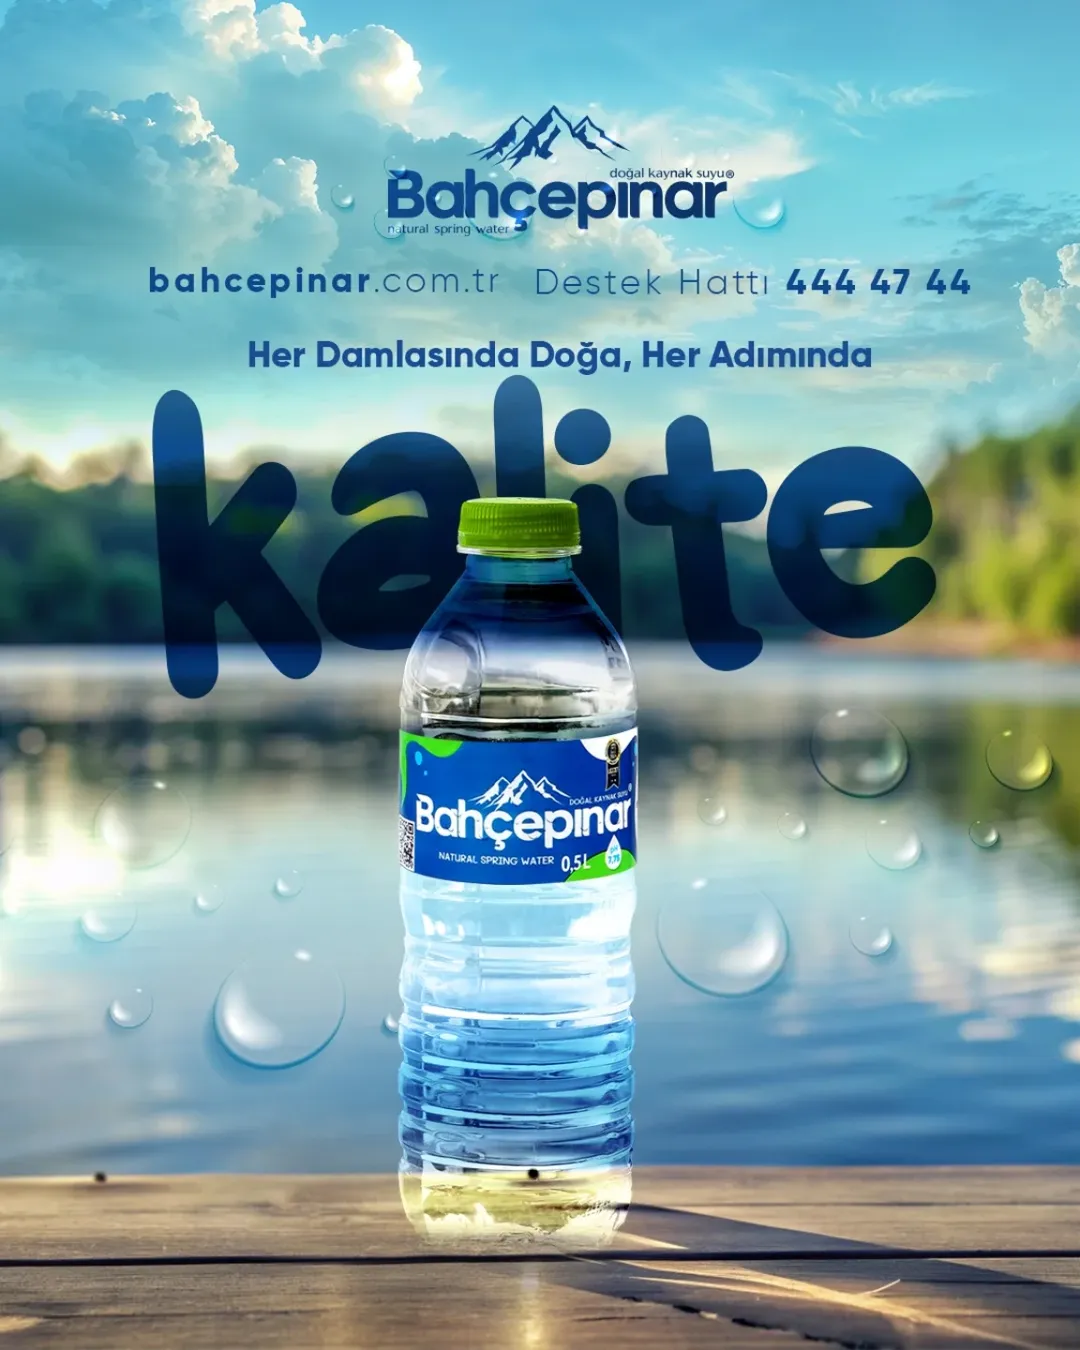 doğal kaynak suyu®
Bahçepınar
natural spring water
bahcepinar.com.tr Destek Hattı 444 47 44
Her Damlasında Doğa, Her Adımında
kalite
Bahçepınar
DOĞAL KAYNAK SUYU
NATURAL SPRING WATER 0,5L